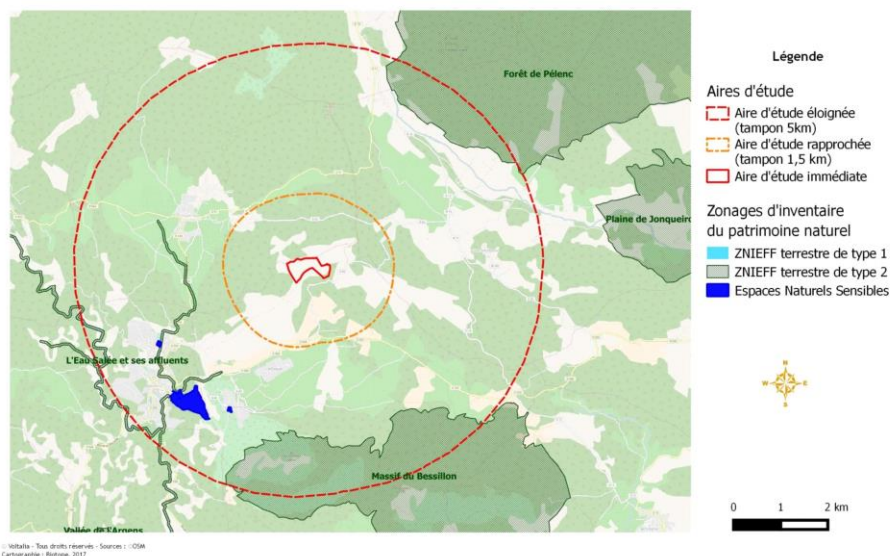 Forêt de Pélenc
Plaine de Jonqueiro
L'Eau Salée et ses affluents
Massif du Bessillon
Vallée de l'Argens
Légende
Aires d'étude
Aire d'étude éloignée
(tampon 5km)
Aire d'étude rapprochée
(tampon 1,5 km)
Aire d'étude immédiate
Zonages d'inventaire
du patrimoine naturel
ZNIEFF terrestre de type 1
ZNIEFF terrestre de type 2
Espaces Naturels Sensibles
N
W E
S
0 1 2 km
© Voltalia - Tous droits réservés - Sources : ©OSM
Cartographie : Biotope, 2017